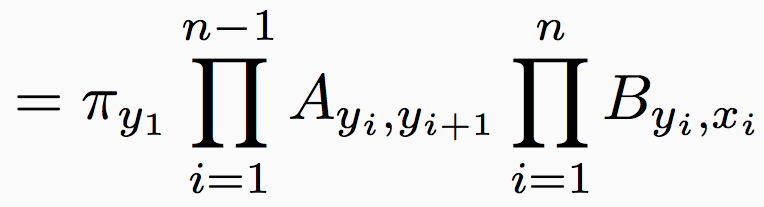 = π_{y_1} ∏_{i=1}^{n−1} A_{y_i,y_{i+1}} ∏_{i=1}^{n} B_{y_i,x_i}